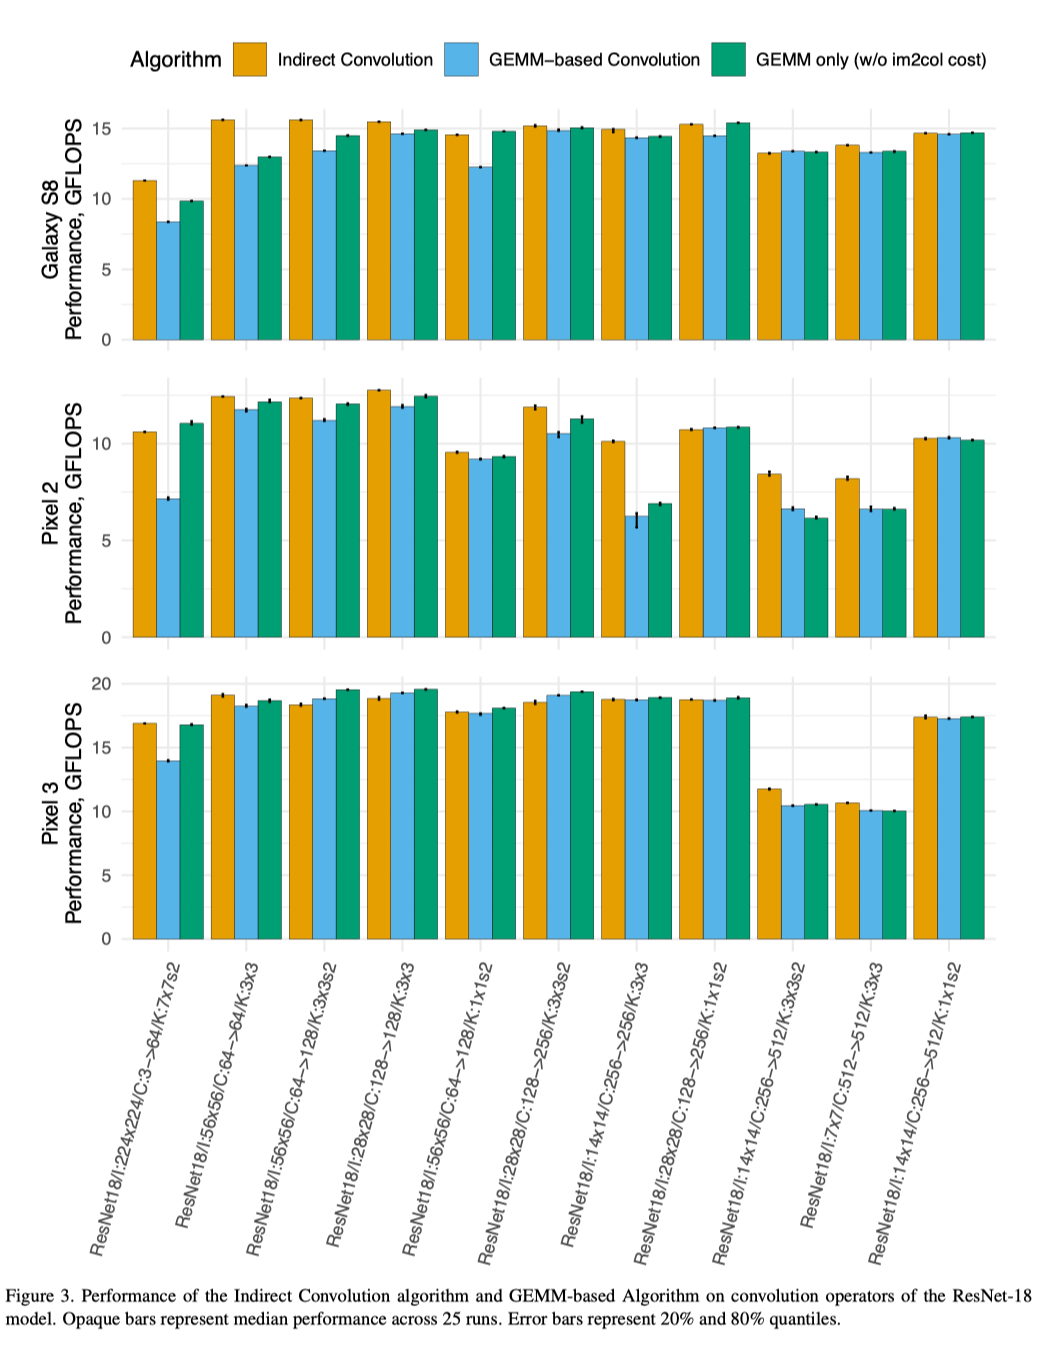 Algorithm Indirect Convolution GEMM−based Convolution GEMM only (w/o im2col cost)
Galaxy S8
Performance, GFLOPS
15
10
5
0
Pixel 2
Performance, GFLOPS
10
5
0
Pixel 3
Performance, GFLOPS
20
15
10
5
0
ResNet18/I:224x224/C:3−>64/K:7x7s2
ResNet18/I:56x56/C:64−>64/K:3x3
ResNet18/I:56x56/C:64−>128/K:3x3s2
ResNet18/I:28x28/C:128−>128/K:3x3
ResNet18/I:56x56/C:64−>128/K:1x1s2
ResNet18/I:28x28/C:128−>256/K:3x3s2
ResNet18/I:14x14/C:256−>256/K:3x3
ResNet18/I:28x28/C:128−>256/K:1x1s2
ResNet18/I:14x14/C:256−>512/K:3x3s2
ResNet18/I:7x7/C:512−>512/K:3x3
ResNet18/I:14x14/C:256−>512/K:1x1s2
Figure 3. Performance of the Indirect Convolution algorithm and GEMM-based Algorithm on convolution operators of the ResNet-18
model. Opaque bars represent median performance across 25 runs. Error bars represent 20% and 80% quantiles.